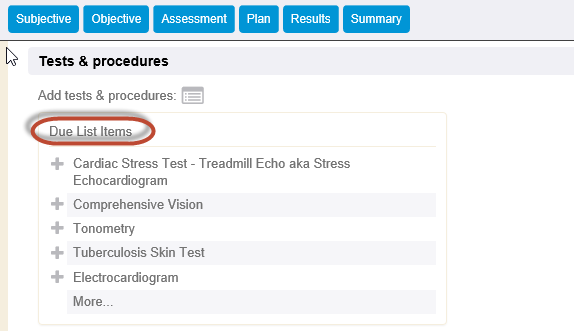 Subjective Objective Assessment Plan Results Summary
Tests & procedures
Add tests & procedures:
Due List Items
Cardiac Stress Test - Treadmill Echo aka Stress
Echocardiogram
Comprehensive Vision
Tonometry
Tuberculosis Skin Test
Electrocardiogram
More...